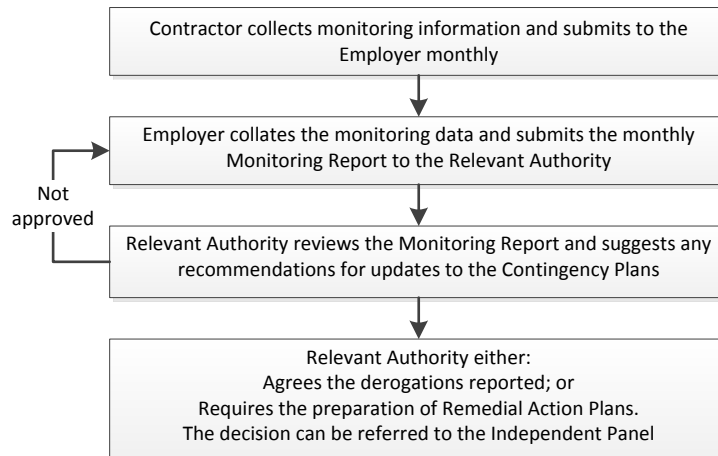 Contractor collects monitoring information and submits to the
Employer monthly
Employer collates the monitoring data and submits the monthly
Monitoring Report to the Relevant Authority
Not
approved
Relevant Authority reviews the Monitoring Report and suggests any
recommendations for updates to the Contingency Plans
Relevant Authority either:
Agrees the derogations reported; or
Requires the preparation of Remedial Action Plans.
The decision can be referred to the Independent Panel